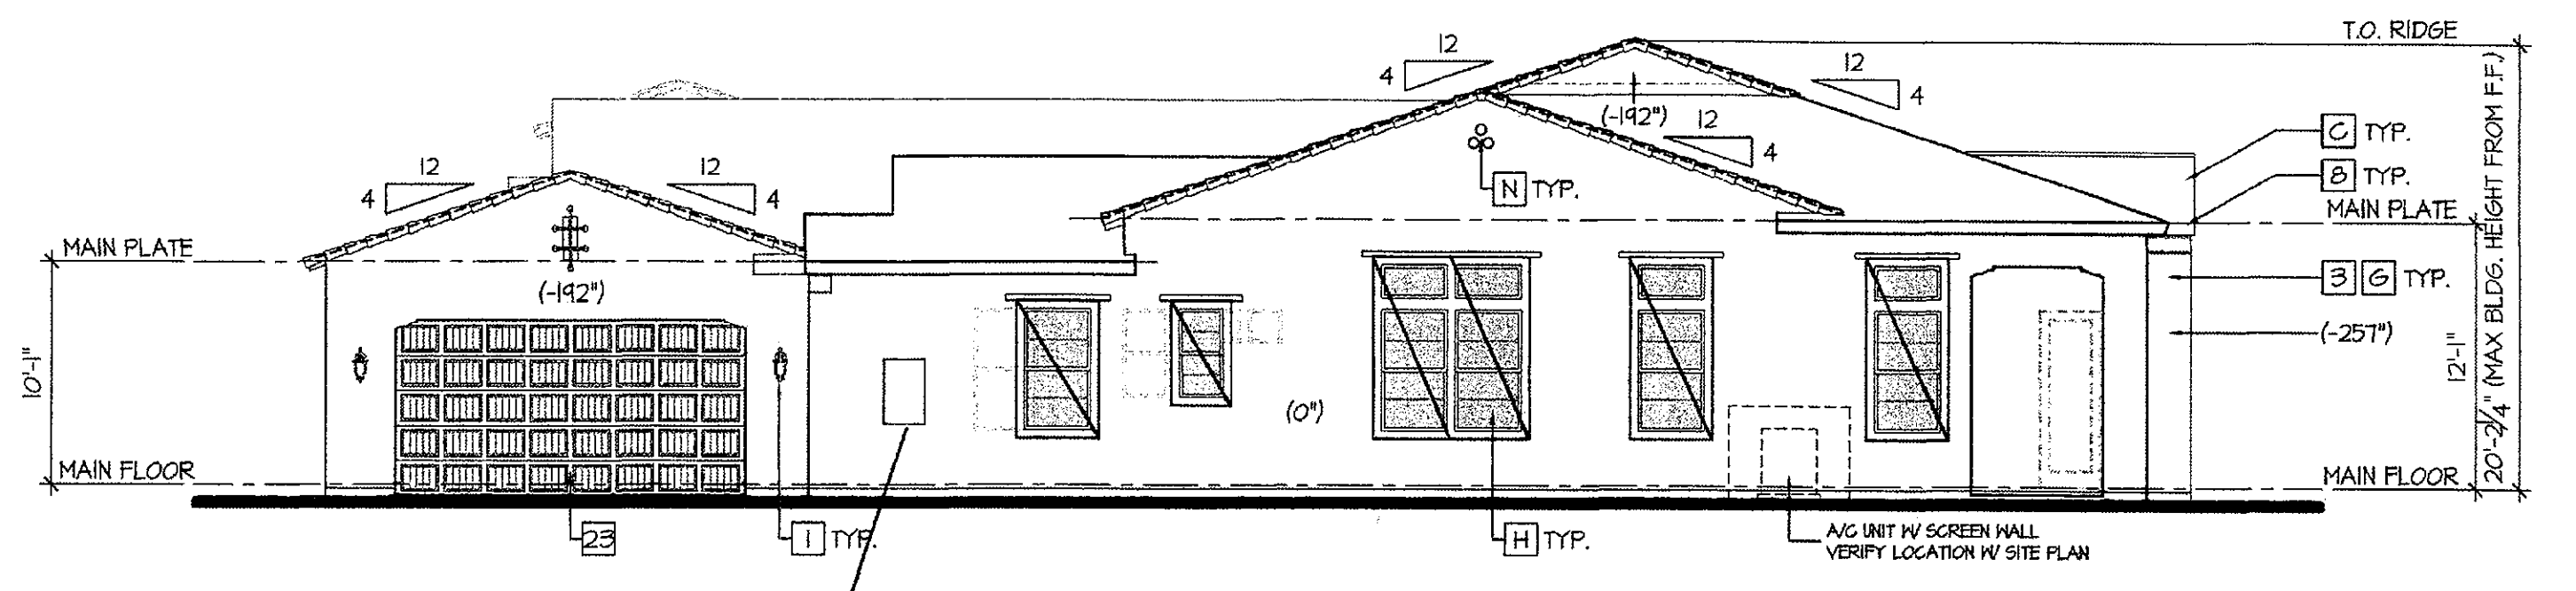 T.O. RIDGE
12
4
12
4
(-192")
12
4
12
4
12
4
N TYP.
C TYP.
8 TYP.
MAIN PLATE
MAIN PLATE
(-192")
3 G TYP.
(-257")
10'-1"
12'-1"
20'-2 1/4" (MAX BLDG. HEIGHT FROM F.F.)
(0")
MAIN FLOOR
MAIN FLOOR
23
1 TYP.
H TYP.
A/C UNIT W/ SCREEN WALL
VERIFY LOCATION W/ SITE PLAN